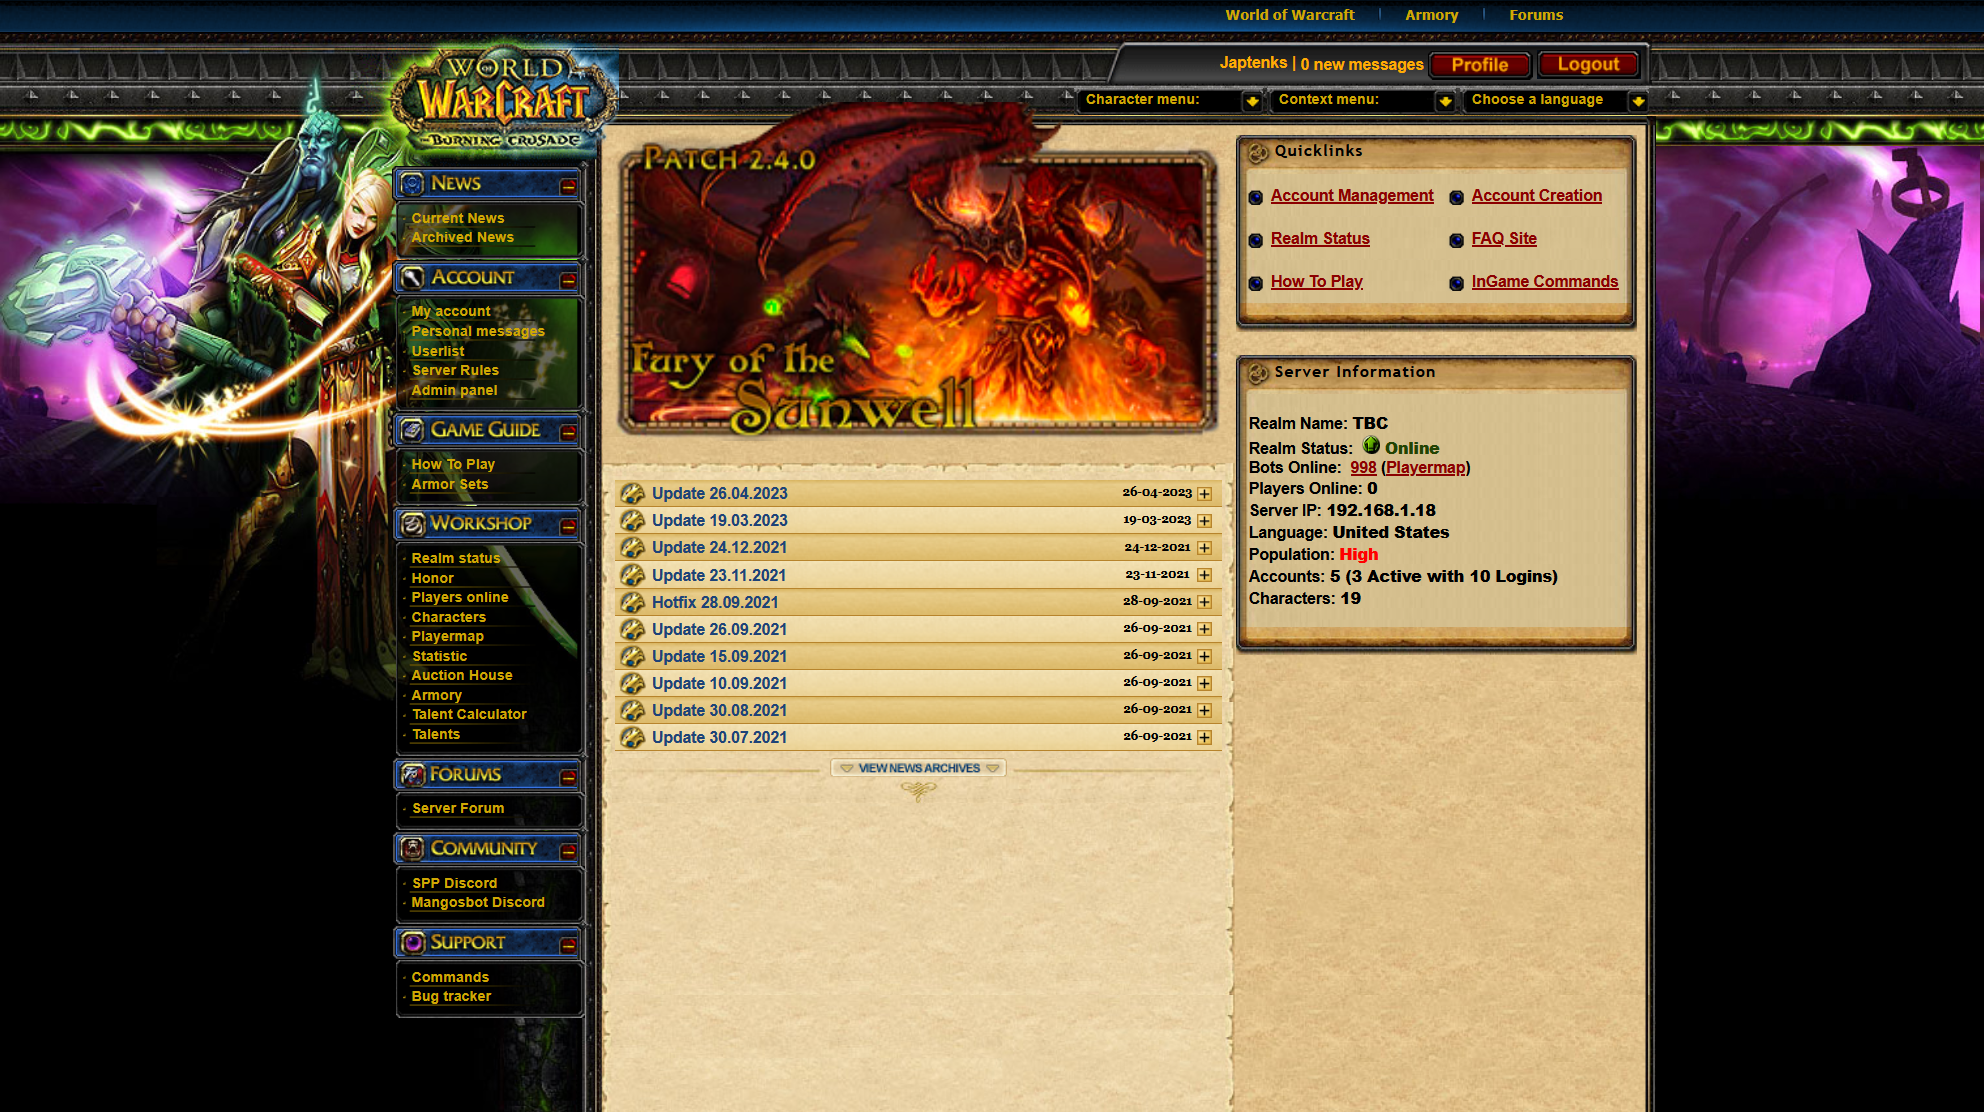 World of Warcraft | Armory | Forums
WORLD OF WARCRAFT
THE BURNING CRUSADE
Japtenks | 0 new messages Profile Logout
Character menu: Context menu: Choose a language
NEWS
Current News
Archived News
ACCOUNT
My account
Personal messages
Userlist
Server Rules
Admin panel
GAME GUIDE
How To Play
Armor Sets
WORKSHOP
Realm status
Honor
Players online
Characters
Playermap
Statistic
Auction House
Armory
Talent Calculator
Talents
FORUMS
Server Forum
COMMUNITY
SPP Discord
Mangosbot Discord
SUPPORT
Commands
Bug tracker
PATCH 2.4.0
Fury of the
Sunwell
Update 26.04.2023 26-04-2023
Update 19.03.2023 19-03-2023
Update 24.12.2021 24-12-2021
Update 23.11.2021 23-11-2021
Hotfix 28.09.2021 28-09-2021
Update 26.09.2021 26-09-2021
Update 15.09.2021 26-09-2021
Update 10.09.2021 26-09-2021
Update 30.08.2021 26-09-2021
Update 30.07.2021 26-09-2021
VIEW NEWS ARCHIVES
Quicklinks
Account Management Account Creation
Realm Status FAQ Site
How To Play InGame Commands
Server Information
Realm Name: TBC
Realm Status: Online
Bots Online: 998 (Playermap)
Players Online: 0
Server IP: 192.168.1.18
Language: United States
Population: High
Accounts: 5 (3 Active with 10 Logins)
Characters: 19